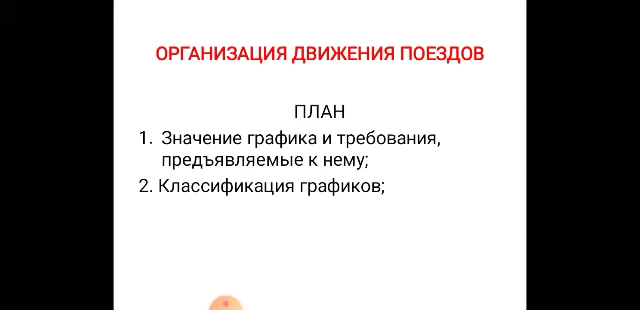 ОРГАНИЗАЦИЯ ДВИЖЕНИЯ ПОЕЗДОВ
ПЛАН
1. Значение графика и требования,
предъявляемые к нему;
2. Классификация графиков;